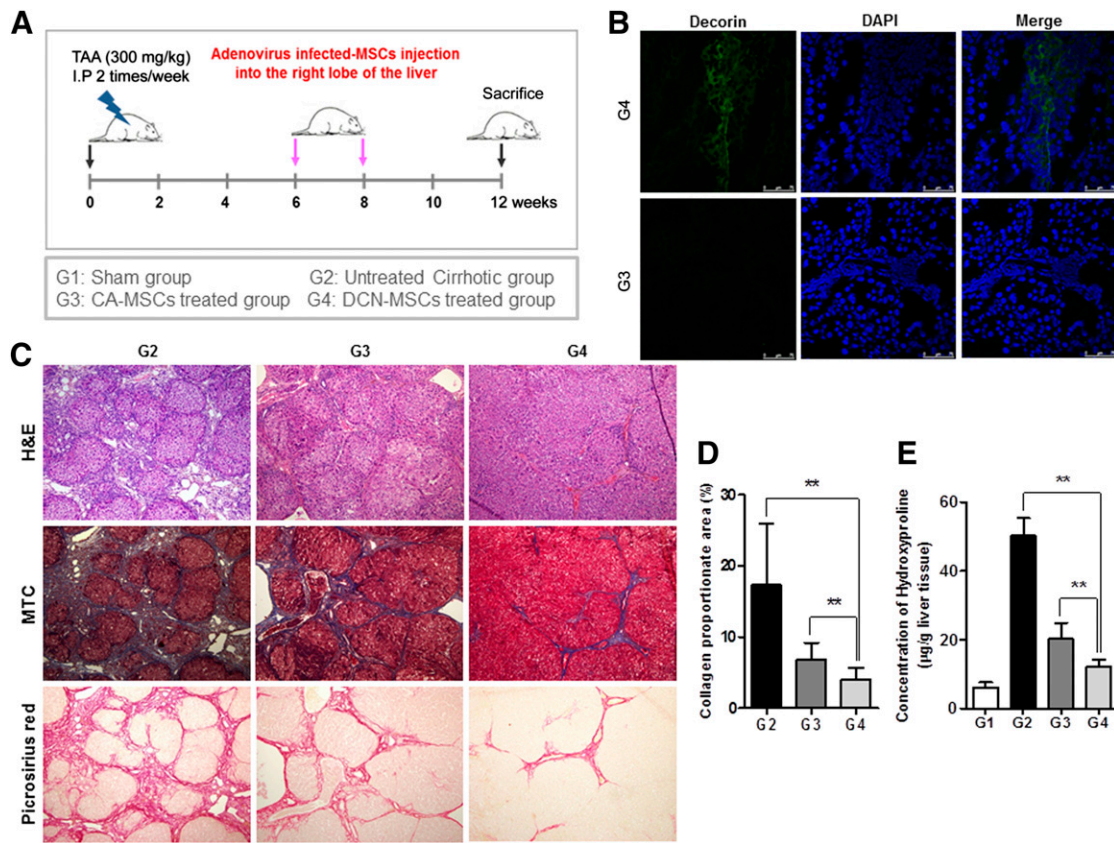 A
TAA (300 mg/kg)
I.P 2 times/week
Adenovirus infected-MSCs injection
into the right lobe of the liver
Sacrifice
0 2 4 6 8 10 12 weeks
G1: Sham group G2: Untreated Cirrhotic group
G3: CA-MSCs treated group G4: DCN-MSCs treated group
B
Decorin DAPI Merge
G4
G3
C
G2 G3 G4
H&E
MTC
Picrosirius red
D
Collagen proportionate area (%)
30
20
10
0
**
**
G2 G3 G4
E
Concentration of Hydroxyproline
(µg/g liver tissue)
60
40
20
0
**
**
G1 G2 G3 G4